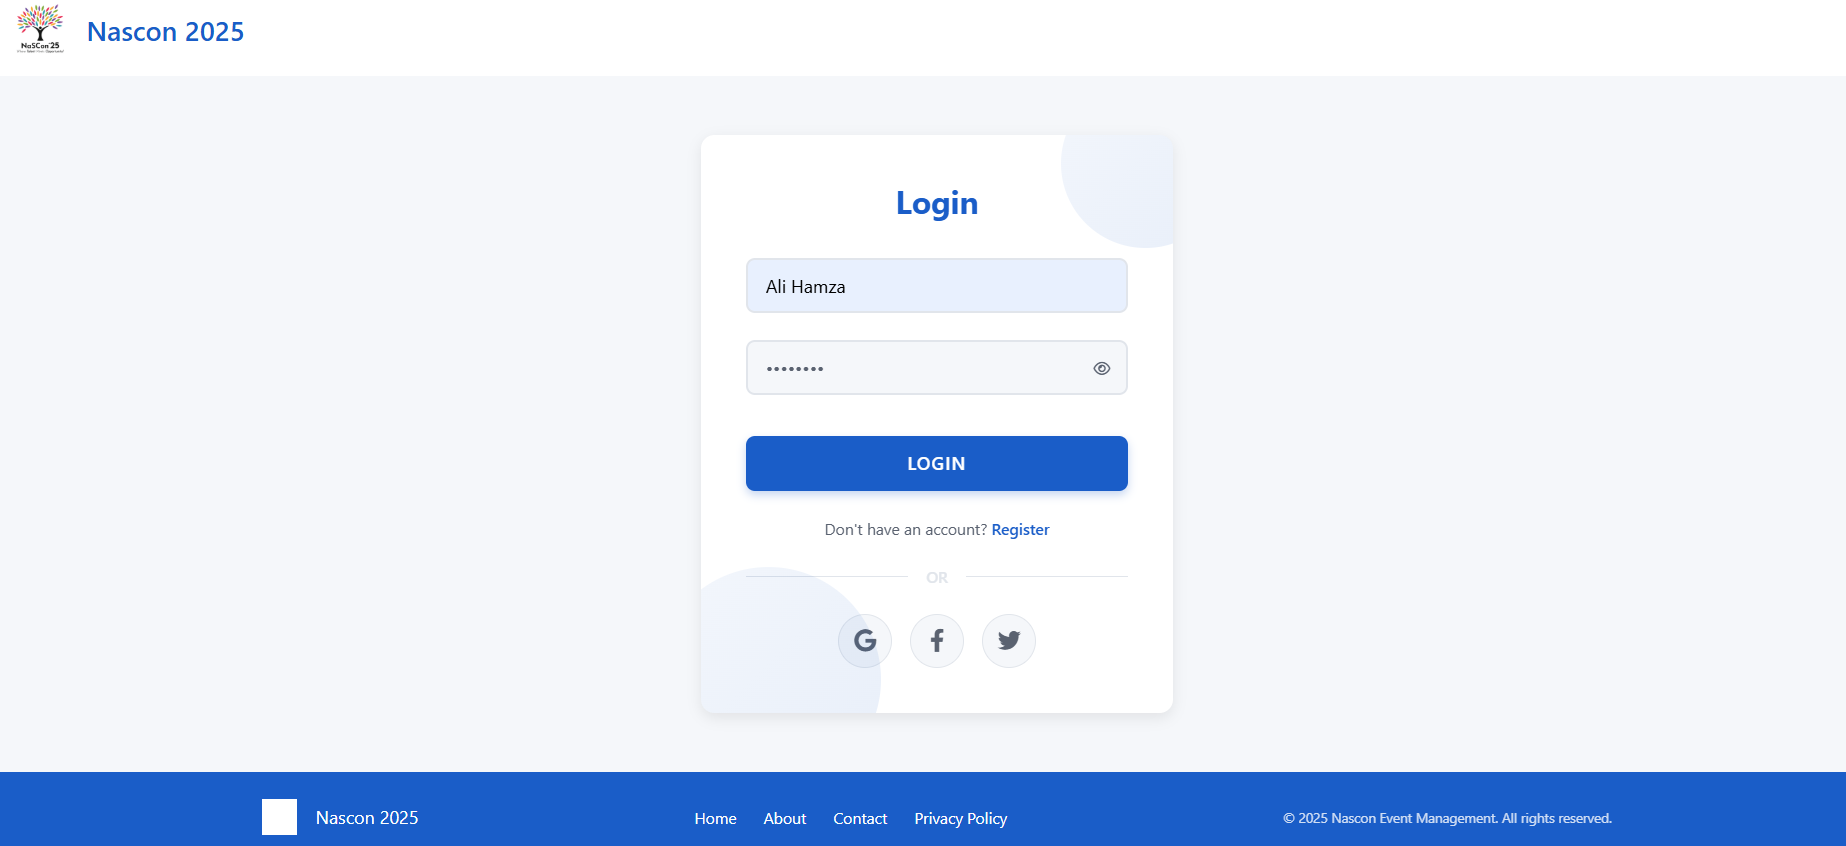 NaSCon'25
Nascon 2025
Login
Ali Hamza
••••••••
LOGIN
Don't have an account? Register
OR
Nascon 2025
Home
About
Contact
Privacy Policy
© 2025 Nascon Event Management. All rights reserved.